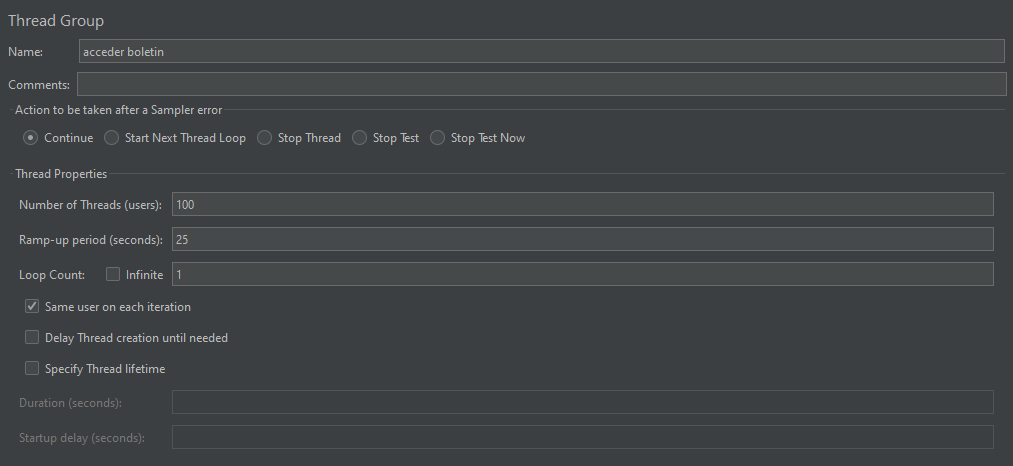 Thread Group
Name: acceder boletin
Comments:
Action to be taken after a Sampler error
Continue Start Next Thread Loop Stop Thread Stop Test Stop Test Now
Thread Properties
Number of Threads (users): 100
Ramp-up period (seconds): 25
Loop Count: Infinite 1
Same user on each iteration
Delay Thread creation until needed
Specify Thread lifetime
Duration (seconds):
Startup delay (seconds):